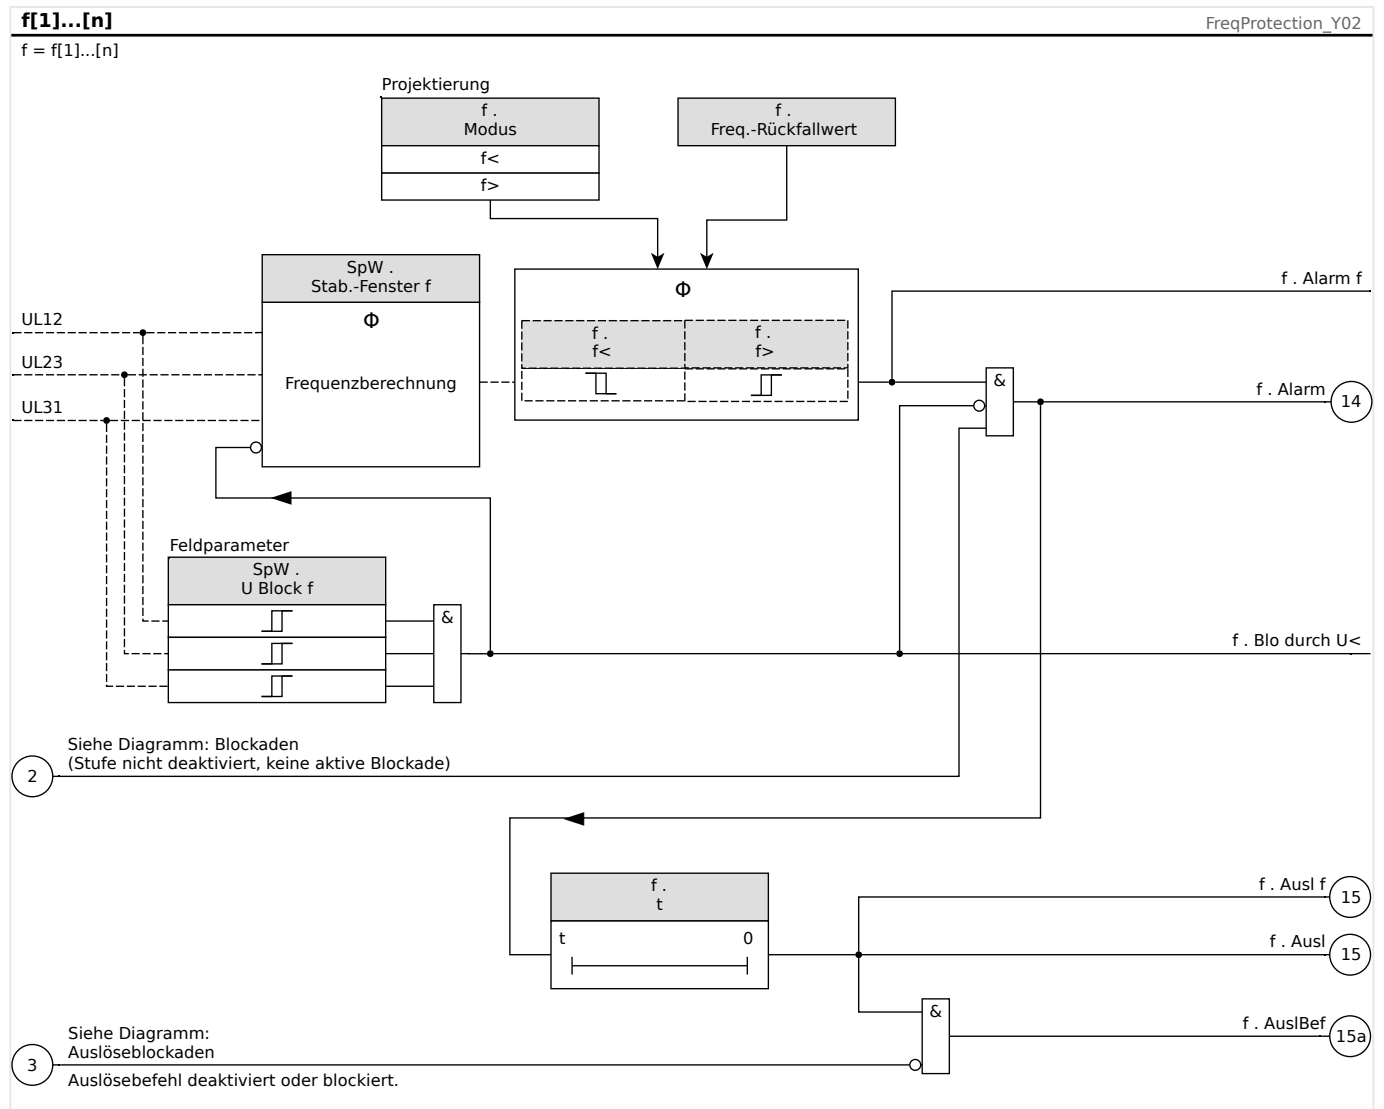 f[1]...[n]
FreqProtection_Y02
f = f[1]...[n]
Projektierung
f .
Modus
f<
f>
f .
Freq.-Rückfallwert
SpW .
Stab.-Fenster f
Φ
Frequenzberechnung
Φ
f .
f<
f .
f>
f . Alarm f
UL12
UL23
UL31
&
f . Alarm
14
Feldparameter
SpW .
U Block f
&
f . Blo durch U<
Siehe Diagramm: Blockaden
(Stufe nicht deaktiviert, keine aktive Blockade)
2
f .
t
t
0
f . Ausl f
15
f . Ausl
15
&
f . AuslBef
15a
Siehe Diagramm:
Auslöseblockaden
3
Auslösebefehl deaktiviert oder blockiert.